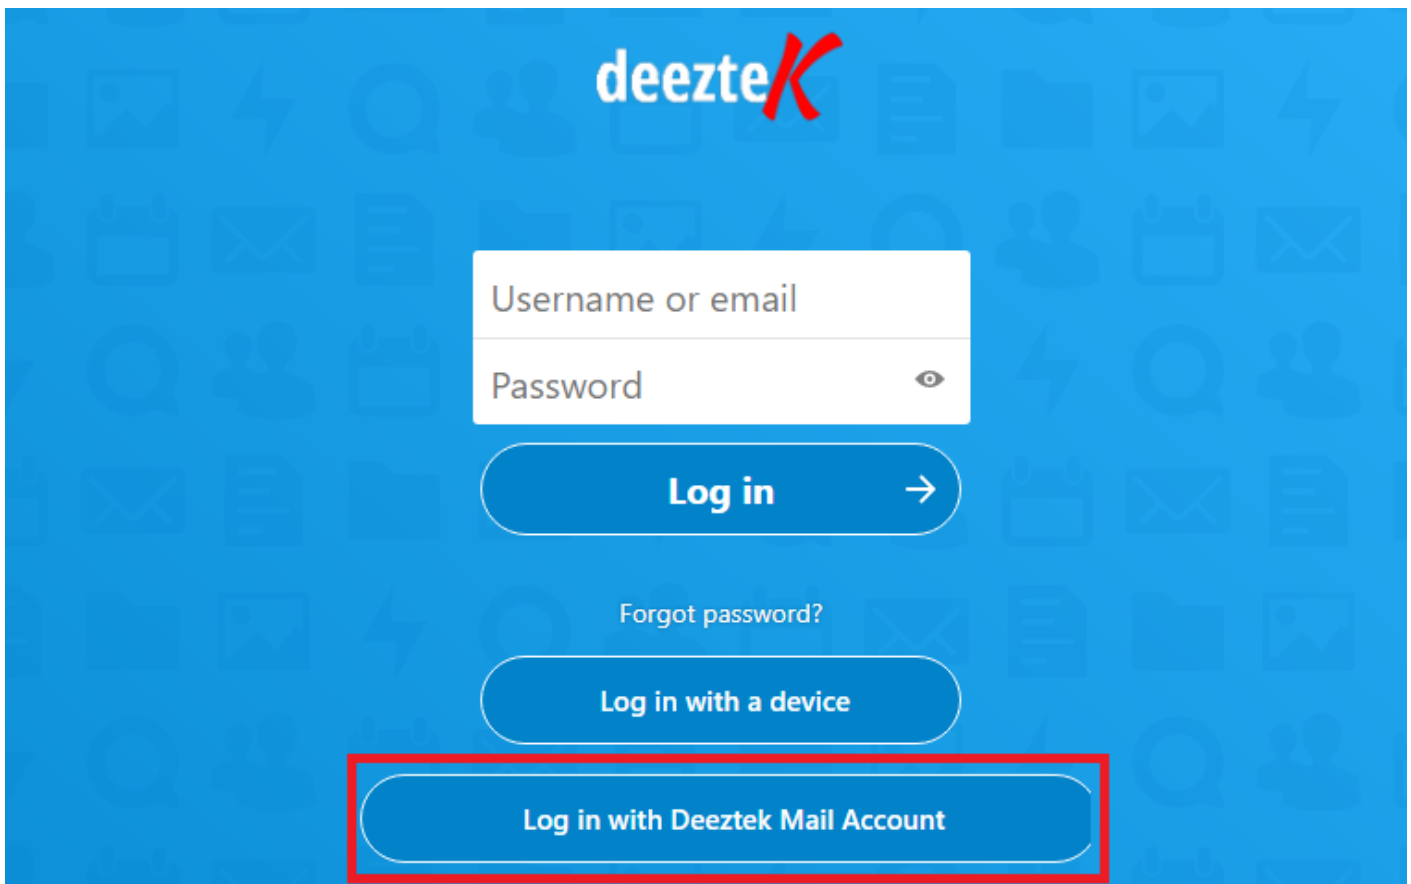 deeztek
Username or email
Password
Log in
Forgot password?
Log in with a device
Log in with Deeztek Mail Account